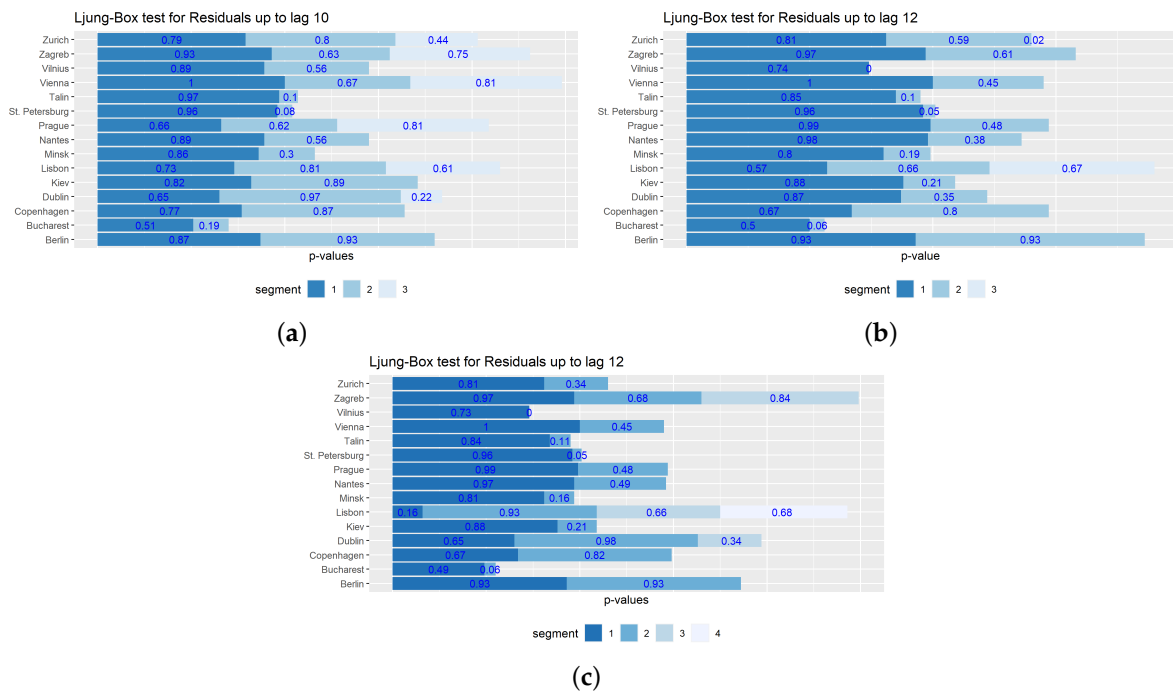 Ljung-Box test for Residuals up to lag 10
Zurich 0.79 0.8 0.44
Zagreb 0.93 0.63 0.75
Vilnius 0.89 0.56
Vienna 1 0.67 0.81
Talin 0.97 0.1
St. Petersburg 0.96 0.08
Prague 0.66 0.62 0.81
Nantes 0.89 0.56
Minsk 0.86 0.3
Lisbon 0.73 0.81 0.61
Kiev 0.82 0.89
Dublin 0.65 0.97 0.22
Copenhagen 0.77 0.87
Bucharest 0.51 0.19
Berlin 0.87 0.93
p-values
segment 1 2 3
(a)
Ljung-Box test for Residuals up to lag 12
Zurich 0.81 0.59 0.02
Zagreb 0.97 0.61
Vilnius 0.74 0
Vienna 1 0.45
Talin 0.85 0.1
St. Petersburg 0.96 0.05
Prague 0.99 0.48
Nantes 0.98 0.38
Minsk 0.8 0.19
Lisbon 0.57 0.66 0.67
Kiev 0.88 0.21
Dublin 0.87 0.35
Copenhagen 0.67 0.8
Bucharest 0.5 0.06
Berlin 0.93 0.93
p-value
segment 1 2 3
(b)
Ljung-Box test for Residuals up to lag 12
Zurich 0.81 0.34
Zagreb 0.97 0.68 0.84
Vilnius 0.73 0
Vienna 1 0.45
Talin 0.84 0.11
St. Petersburg 0.96 0.05
Prague 0.99 0.48
Nantes 0.97 0.49
Minsk 0.81 0.16
Lisbon 0.16 0.93 0.66 0.68
Kiev 0.88 0.21
Dublin 0.65 0.98 0.34
Copenhagen 0.67 0.82
Bucharest 0.49 0.06
Berlin 0.93 0.93
p-values
segment 1 2 3 4
(c)